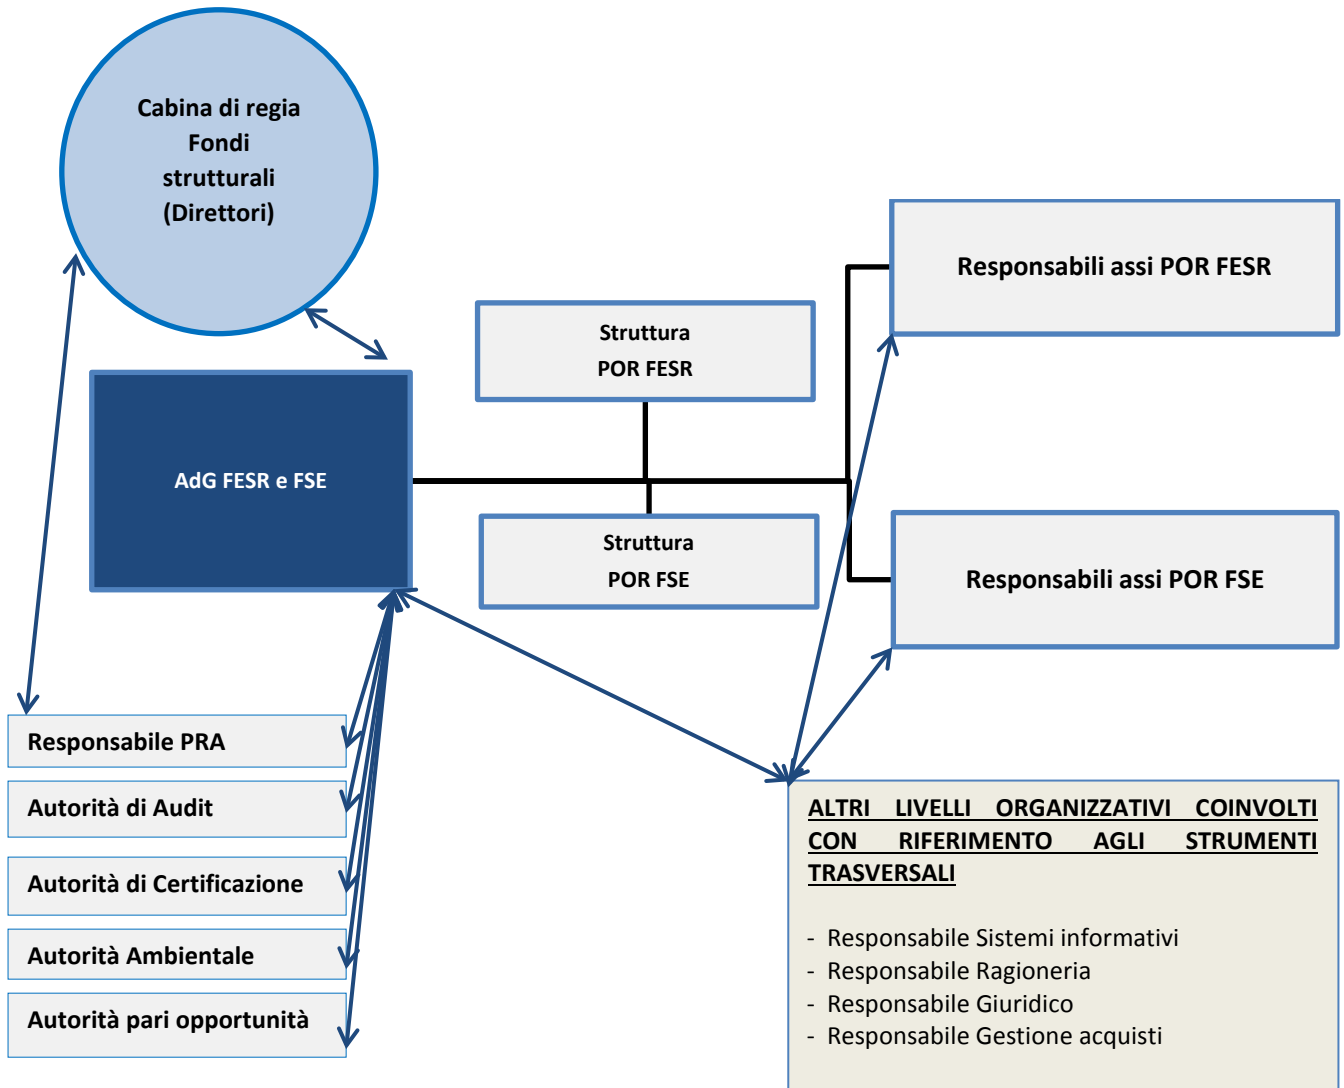 Cabina di regia
Fondi
strutturali
(Direttori)
Responsabili assi POR FESR
Struttura
POR FESR
AdG FESR e FSE
Struttura
POR FSE
Responsabili assi POR FSE
Responsabile PRA
Autorità di Audit
Autorità di Certificazione
Autorità Ambientale
Autorità pari opportunità
ALTRI LIVELLI ORGANIZZATIVI COINVOLTI
CON RIFERIMENTO AGLI STRUMENTI
TRASVERSALI
- Responsabile Sistemi informativi
- Responsabile Ragioneria
- Responsabile Giuridico
- Responsabile Gestione acquisti